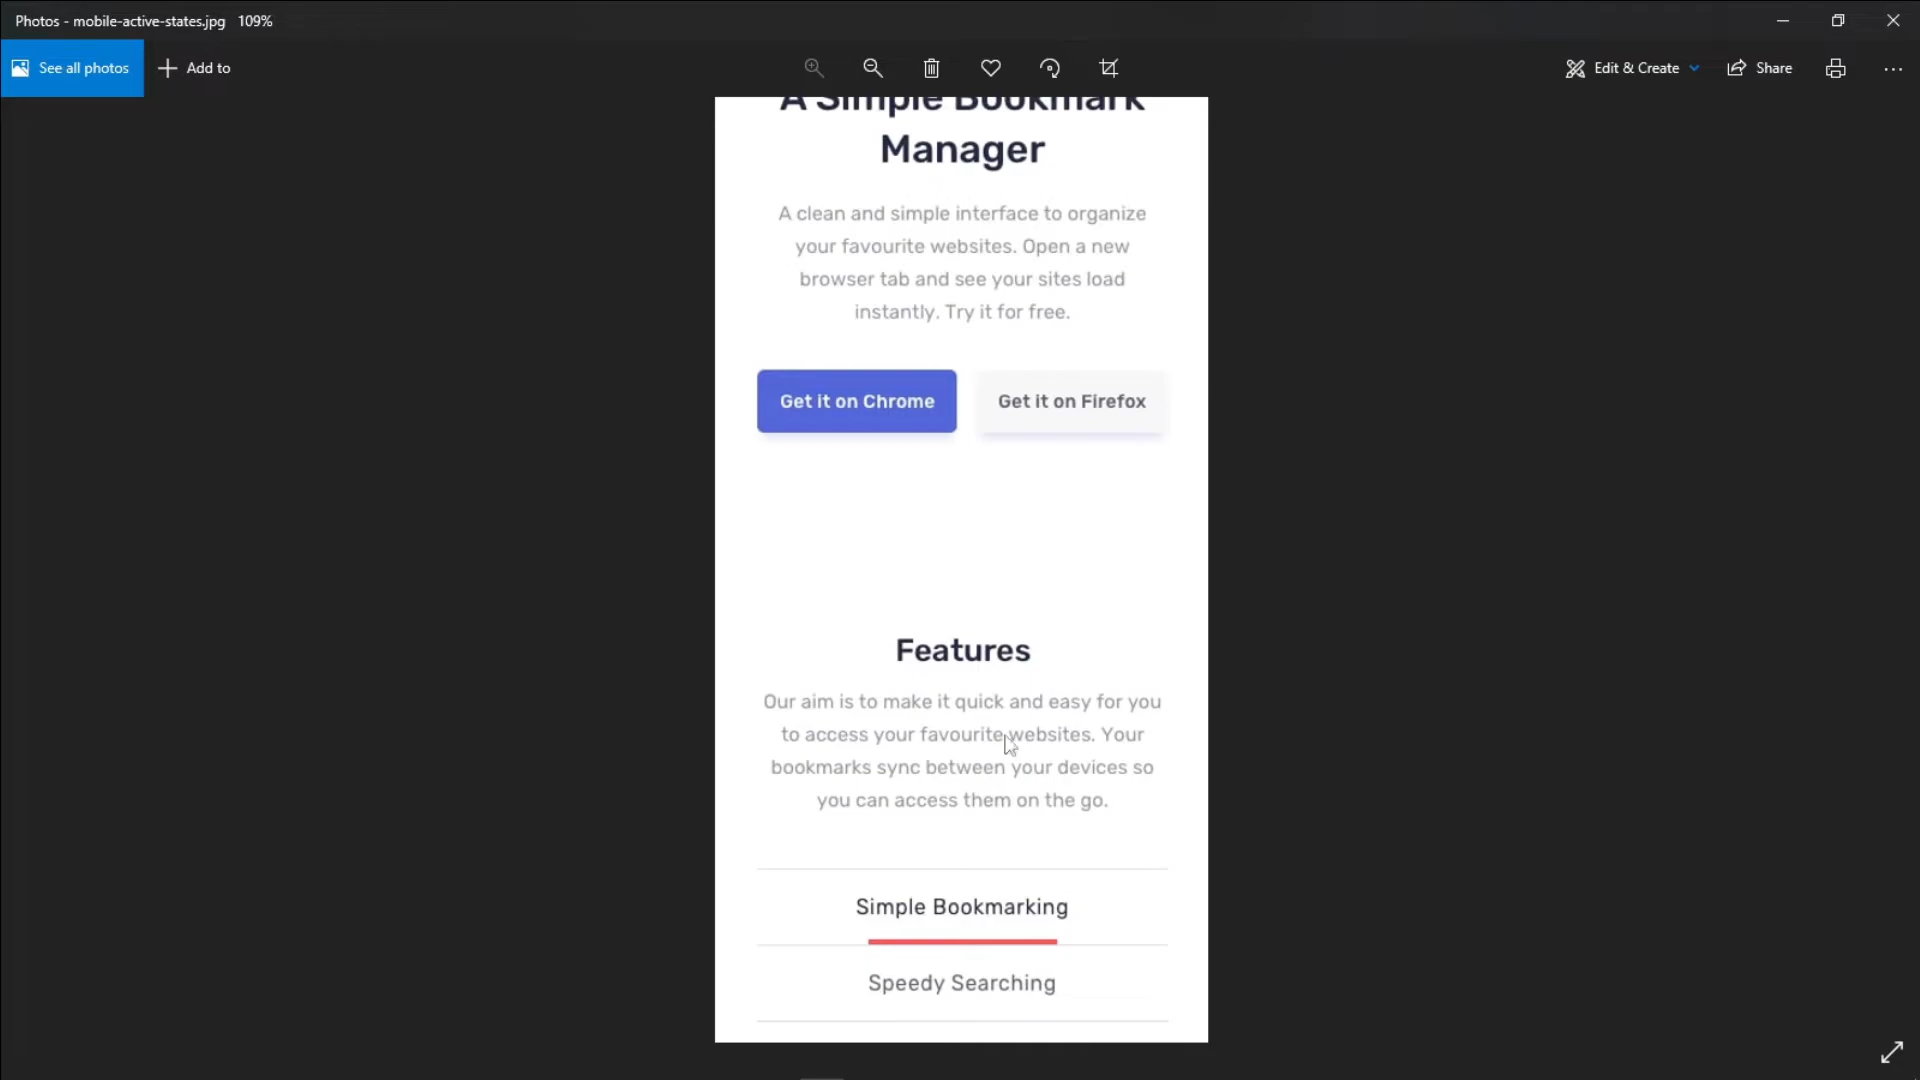 Photos - mobile-active-states.jpg 109%
See all photos
Add to
Edit & Create
Share
A Simple Bookmark
Manager
A clean and simple interface to organize
your favourite websites. Open a new
browser tab and see your sites load
instantly. Try it for free.
Get it on Chrome
Get it on Firefox
Features
Our aim is to make it quick and easy for you
to access your favourite websites. Your
bookmarks sync between your devices so
you can access them on the go.
Simple Bookmarking
Speedy Searching